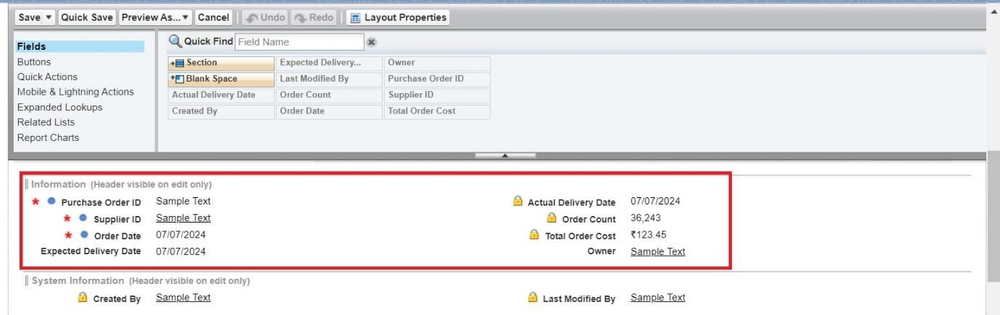 Save Quick Save Preview As... Cancel Undo Redo Layout Properties
Fields
Buttons
Quick Actions
Mobile & Lightning Actions
Expanded Lookups
Related Lists
Report Charts
Quick Find Field Name
Section Expected Delivery... Owner
Blank Space Last Modified By Purchase Order ID
Actual Delivery Date Order Count Supplier ID
Created By Order Date Total Order Cost
Information (Header visible on edit only)
* Purchase Order ID Sample Text Actual Delivery Date 07/07/2024
* Supplier ID Sample Text Order Count 36,243
* Order Date 07/07/2024 Total Order Cost ₹123.45
Expected Delivery Date 07/07/2024 Owner Sample Text
System Information (Header visible on edit only)
Created By Sample Text Last Modified By Sample Text